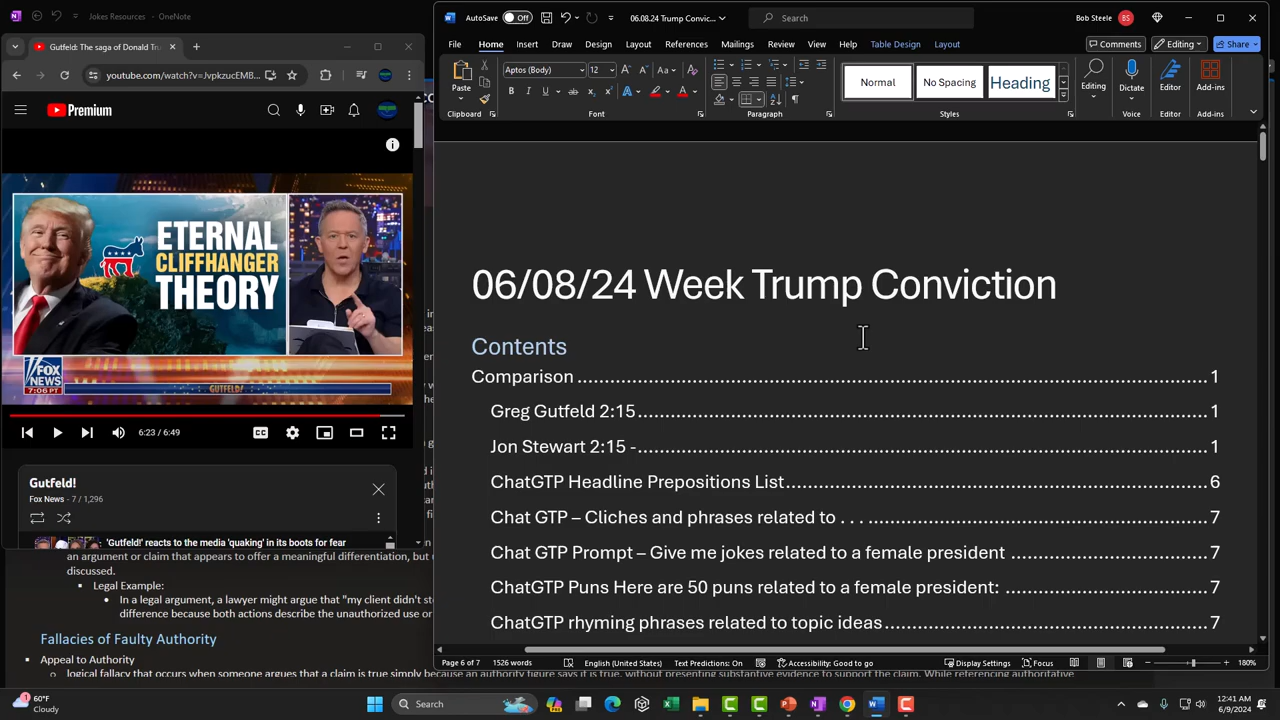 Bokes Resources - OneNote
Gutfeld: The saga of Donald Tru
youtube.com/watch?v=JvpkzucEMB...
Premium
ETERNAL
CLIFFHANGER
THEORY
FOX
NEWS
7:06 PT
GUTFELD!
6:23 / 6:49
Gutfeld!
Fox News - 7 / 1,296
'Gutfeld!' reacts to the media 'quaking' in its boots for fear
an argument or claim that appears to offer a meaningful differentiation, but
discussed.
Legal Example:
In a legal argument, a lawyer might argue that "my client didn't st
difference because both actions describe the unauthorized use or
Fallacies of Faulty Authority
Appeal to Authority
logical fallacy that occurs when someone argues that a claim is true simply because an authority figure says it is true, without presenting substantive evidence to support the claim. While referencing authoritative
AutoSave Off
06.08.24 Trump Convic...
Search
Bob Steele BS
File Home Insert Draw Design Layout References Mailings Review View Help Table Design Layout
Comments Editing Share
Paste
Aptos (Body) 12
Normal No Spacing Heading
Editing Dictate Editor Add-ins
Clipboard Font Paragraph Styles Voice Editor Add-ins
06/08/24 Week Trump Conviction
Contents
Comparison 1
Greg Gutfeld 2:15 1
Jon Stewart 2:15 - 1
ChatGTP Headline Prepositions List 6
Chat GTP – Cliches and phrases related to . . . 7
Chat GTP Prompt – Give me jokes related to a female president 7
ChatGTP Puns Here are 50 puns related to a female president: 7
ChatGTP rhyming phrases related to topic ideas 7
Page 6 of 7 1526 words English (United States) Text Predictions: On Accessibility: Good to go Display Settings Focus 180%
60°F
Cloudy
Search
12:41 AM
6/9/2024